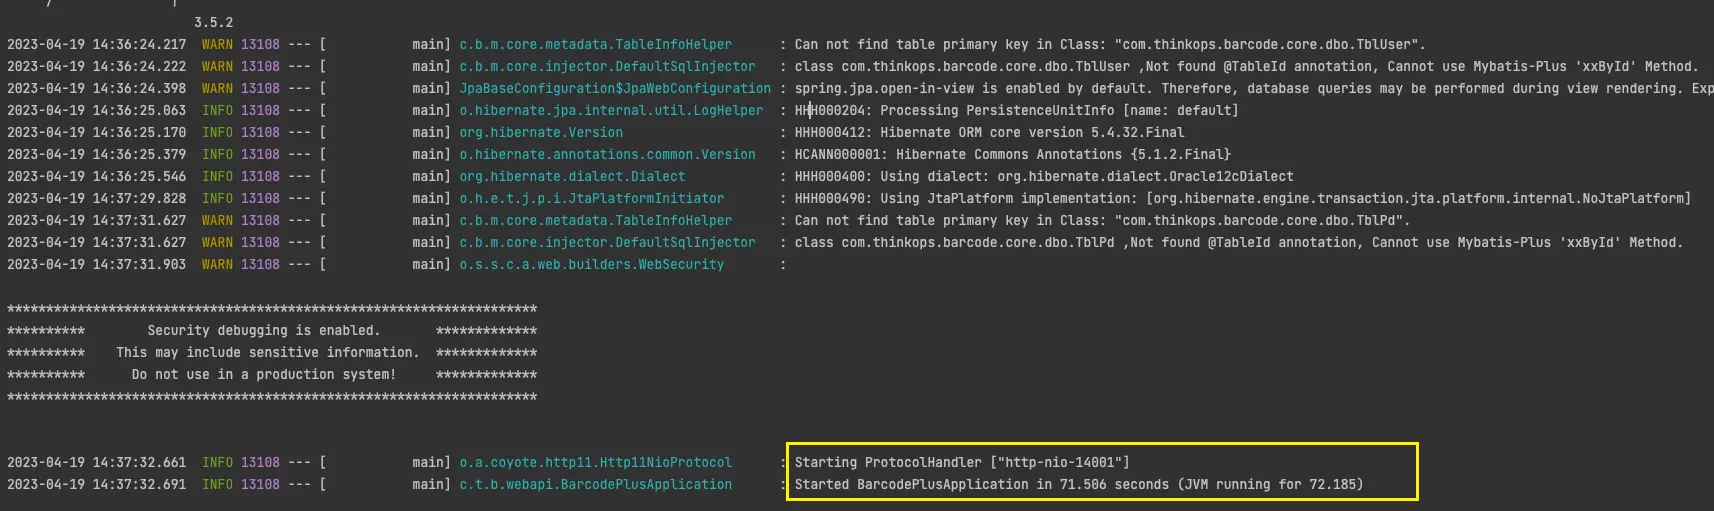 3.5.2
2023-04-19 14:36:24.217  WARN 13108 --- [           main] c.b.m.core.metadata.TableInfoHelper      : Can not find table primary key in Class: "com.thinkops.barcode.core.dbo.TblUser".
2023-04-19 14:36:24.222  WARN 13108 --- [           main] c.b.m.core.injector.DefaultSqlInjector   : class com.thinkops.barcode.core.dbo.TblUser ,Not found @TableId annotation, Cannot use Mybatis-Plus 'xxById' Method.
2023-04-19 14:36:24.398  WARN 13108 --- [           main] JpaBaseConfiguration$JpaWebConfiguration : spring.jpa.open-in-view is enabled by default. Therefore, database queries may be performed during view rendering. Exp
2023-04-19 14:36:25.063  INFO 13108 --- [           main] o.hibernate.jpa.internal.util.LogHelper  : HHH000204: Processing PersistenceUnitInfo [name: default]
2023-04-19 14:36:25.170  INFO 13108 --- [           main] org.hibernate.Version                    : HHH000412: Hibernate ORM core version 5.4.32.Final
2023-04-19 14:36:25.379  INFO 13108 --- [           main] o.hibernate.annotations.common.Version   : HCANN000001: Hibernate Commons Annotations {5.1.2.Final}
2023-04-19 14:36:25.546  INFO 13108 --- [           main] org.hibernate.dialect.Dialect            : HHH000400: Using dialect: org.hibernate.dialect.Oracle12cDialect
2023-04-19 14:37:29.828  INFO 13108 --- [           main] o.h.e.t.j.p.i.JtaPlatformInitiator       : HHH000490: Using JtaPlatform implementation: [org.hibernate.engine.transaction.jta.platform.internal.NoJtaPlatform]
2023-04-19 14:37:31.627  WARN 13108 --- [           main] c.b.m.core.metadata.TableInfoHelper      : Can not find table primary key in Class: "com.thinkops.barcode.core.dbo.TblPd".
2023-04-19 14:37:31.627  WARN 13108 --- [           main] c.b.m.core.injector.DefaultSqlInjector   : class com.thinkops.barcode.core.dbo.TblPd ,Not found @TableId annotation, Cannot use Mybatis-Plus 'xxById' Method.
2023-04-19 14:37:31.903  WARN 13108 --- [           main] o.s.s.c.a.web.builders.WebSecurity       :
********************************************************************
**********        Security debugging is enabled.       *************
**********    This may include sensitive information.  *************
**********      Do not use in a production system!     *************
********************************************************************
2023-04-19 14:37:32.661  INFO 13108 --- [           main] o.a.coyote.http11.Http11NioProtocol      : Starting ProtocolHandler ["http-nio-14001"]
2023-04-19 14:37:32.691  INFO 13108 --- [           main] c.t.b.webapi.BarcodePlusApplication      : Started BarcodePlusApplication in 71.506 seconds (JVM running for 72.185)